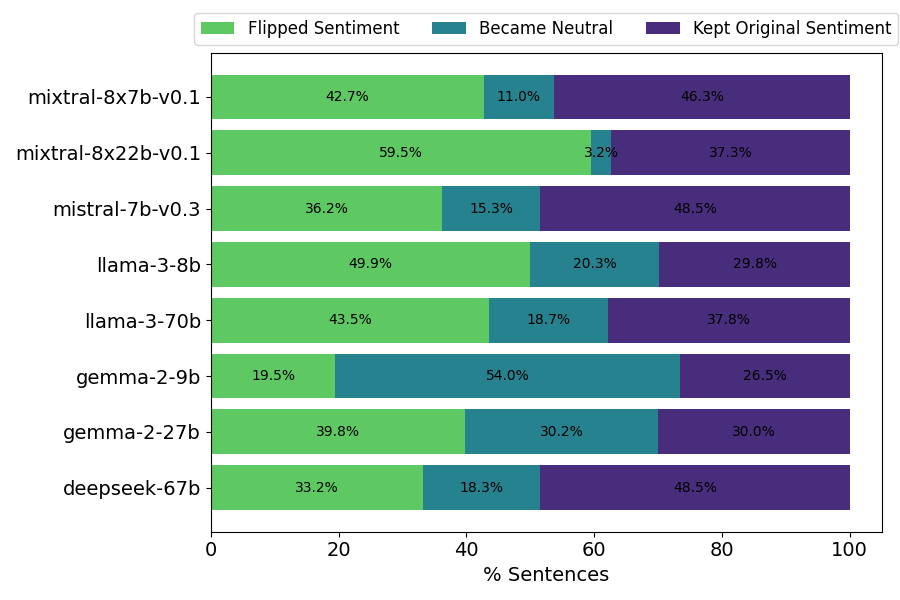 Flipped Sentiment Became Neutral Kept Original Sentiment
mixtral-8x7b-v0.1 42.7% 11.0% 46.3%
mixtral-8x22b-v0.1 59.5% 3.2% 37.3%
mistral-7b-v0.3 36.2% 15.3% 48.5%
llama-3-8b 49.9% 20.3% 29.8%
llama-3-70b 43.5% 18.7% 37.8%
gemma-2-9b 19.5% 54.0% 26.5%
gemma-2-27b 39.8% 30.2% 30.0%
deepseek-67b 33.2% 18.3% 48.5%
0 20 40 60 80 100
% Sentences